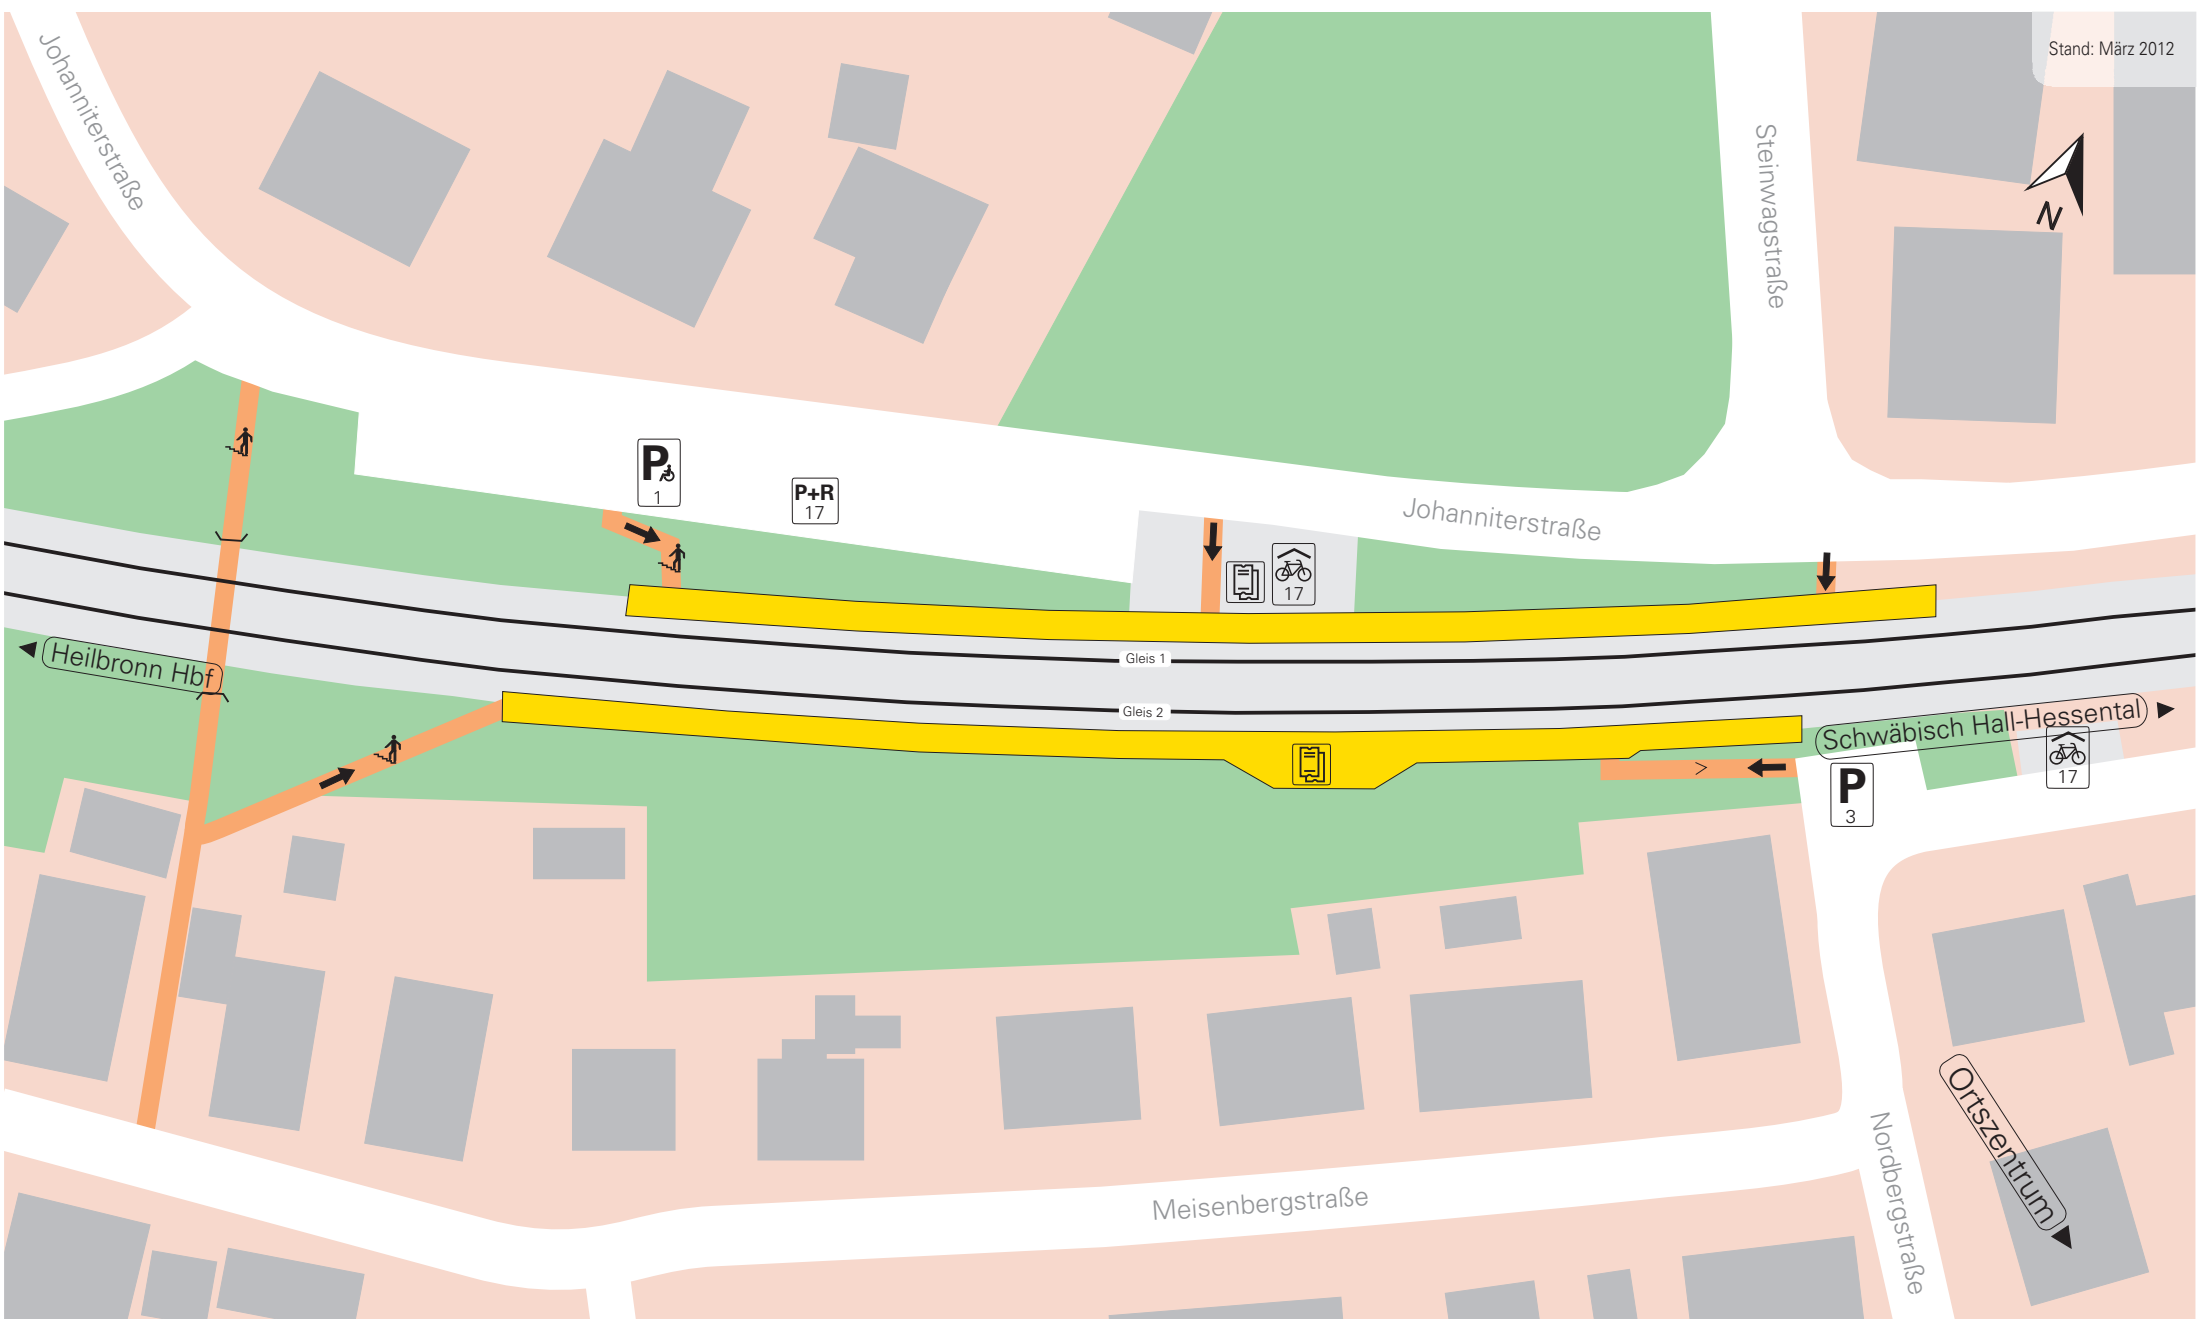 Stand: März 2012
Johanniterstraße
Steinwagstraße
N
P
1
P+R
17
Johanniterstraße
17
Gleis 1
Heilbronn Hbf
Gleis 2
Schwäbisch Hall-Hessental
17
P
3
Ortszentrum
Nordbergstraße
Meisenbergstraße